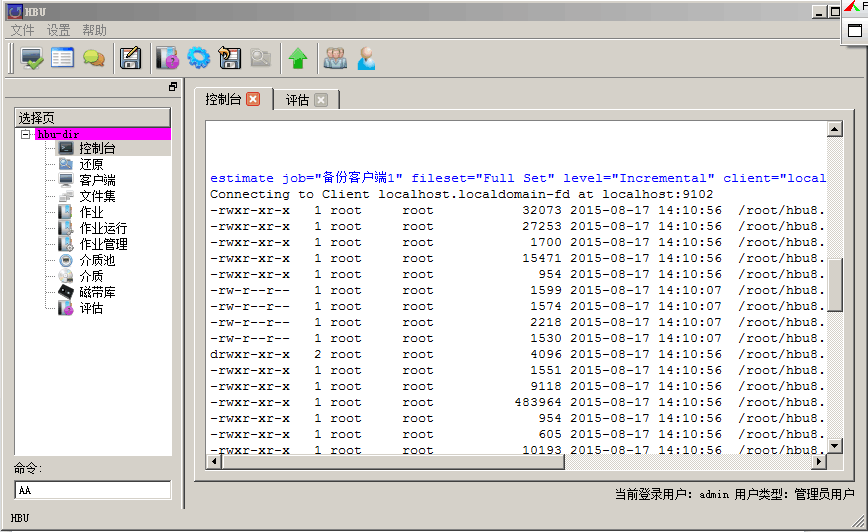 HBU
文件 设置 帮助
选择页
hbu-dir
控制台
还原
客户端
文件集
作业
作业运行
作业管理
介质池
介质
磁带库
评估
命令:
AA
控制台 评估
estimate job="备份客户端1" fileset="Full Set" level="Incremental" client="local
Connecting to Client localhost.localdomain-fd at localhost:9102
-rwxr-xr-x 1 root root 32073 2015-08-17 14:10:56 /root/hbu8.
-rwxr-xr-x 1 root root 27253 2015-08-17 14:10:56 /root/hbu8.
-rwxr-xr-x 1 root root 1700 2015-08-17 14:10:56 /root/hbu8.
-rwxr-xr-x 1 root root 15471 2015-08-17 14:10:56 /root/hbu8.
-rwxr-xr-x 1 root root 954 2015-08-17 14:10:56 /root/hbu8.
-rw-r--r-- 1 root root 1599 2015-08-17 14:10:07 /root/hbu8.
-rw-r--r-- 1 root root 1574 2015-08-17 14:10:07 /root/hbu8.
-rw-r--r-- 1 root root 2218 2015-08-17 14:10:07 /root/hbu8.
-rw-r--r-- 1 root root 1530 2015-08-17 14:10:07 /root/hbu8.
drwxr-xr-x 2 root root 4096 2015-08-17 14:10:56 /root/hbu8.
-rwxr-xr-x 1 root root 1551 2015-08-17 14:10:56 /root/hbu8.
-rwxr-xr-x 1 root root 9118 2015-08-17 14:10:56 /root/hbu8.
-rwxr-xr-x 1 root root 483964 2015-08-17 14:10:56 /root/hbu8.
-rwxr-xr-x 1 root root 954 2015-08-17 14:10:56 /root/hbu8.
-rwxr-xr-x 1 root root 605 2015-08-17 14:10:56 /root/hbu8.
-rwxr-xr-x 1 root root 10193 2015-08-17 14:10:56 /root/hbu8.
当前登录用户: admin 用户类型: 管理员用户
HBU